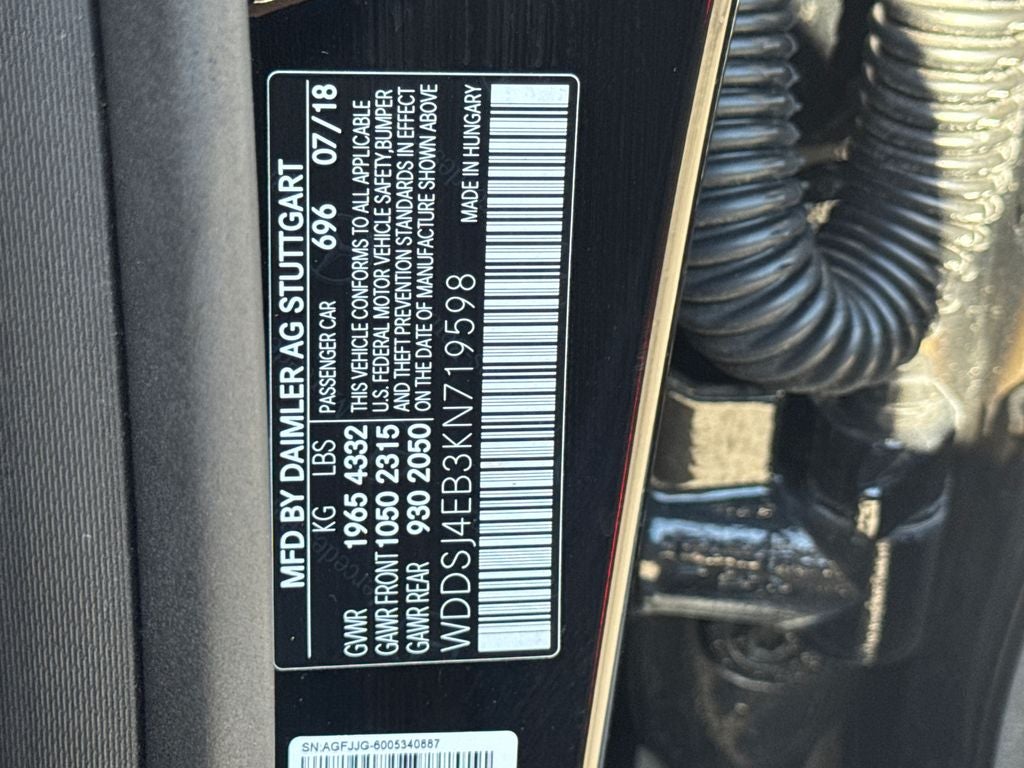 MFD BY DAIMLER AG STUTTGART
KG LBS PASSENGER CAR 696 07/18
GVWR 1965 4332 THIS VEHICLE CONFORMS TO ALL APPLICABLE
GAWR FRONT 1050 2315 U.S. FEDERAL MOTOR VEHICLE SAFETY, BUMPER
GAWR REAR 930 2050 AND THEFT PREVENTION STANDARDS IN EFFECT
ON THE DATE OF MANUFACTURE SHOWN ABOVE
WDDSJ4EB3KN719598 MADE IN HUNGARY
SN:AGFJJG-6005340887